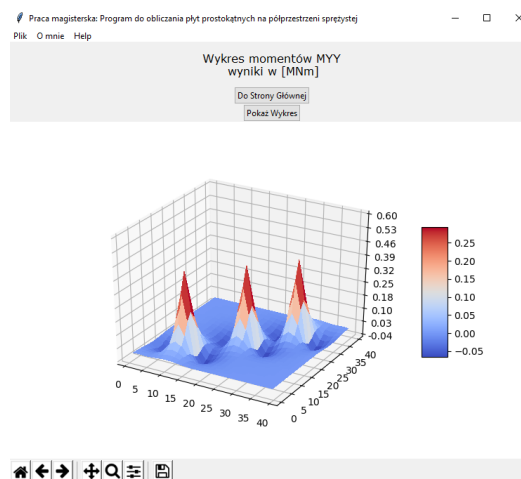 Praca magisterska: Program do obliczania płyt prostokątnych na półprzestrzeni sprężystej
Plik O mnie Help
Wykres momentów MYY
wyniki w [MNm]
Do Strony Głównej
Pokaż Wykres
0.60
0.53
0.46
0.39
0.32
0.25
0.18
0.10
0.03
-0.04
0 5 10 15 20 25 30 35 40
0 5 10 15 20 25 30 35 40
0.25
0.20
0.15
0.10
0.05
0.00
−0.05